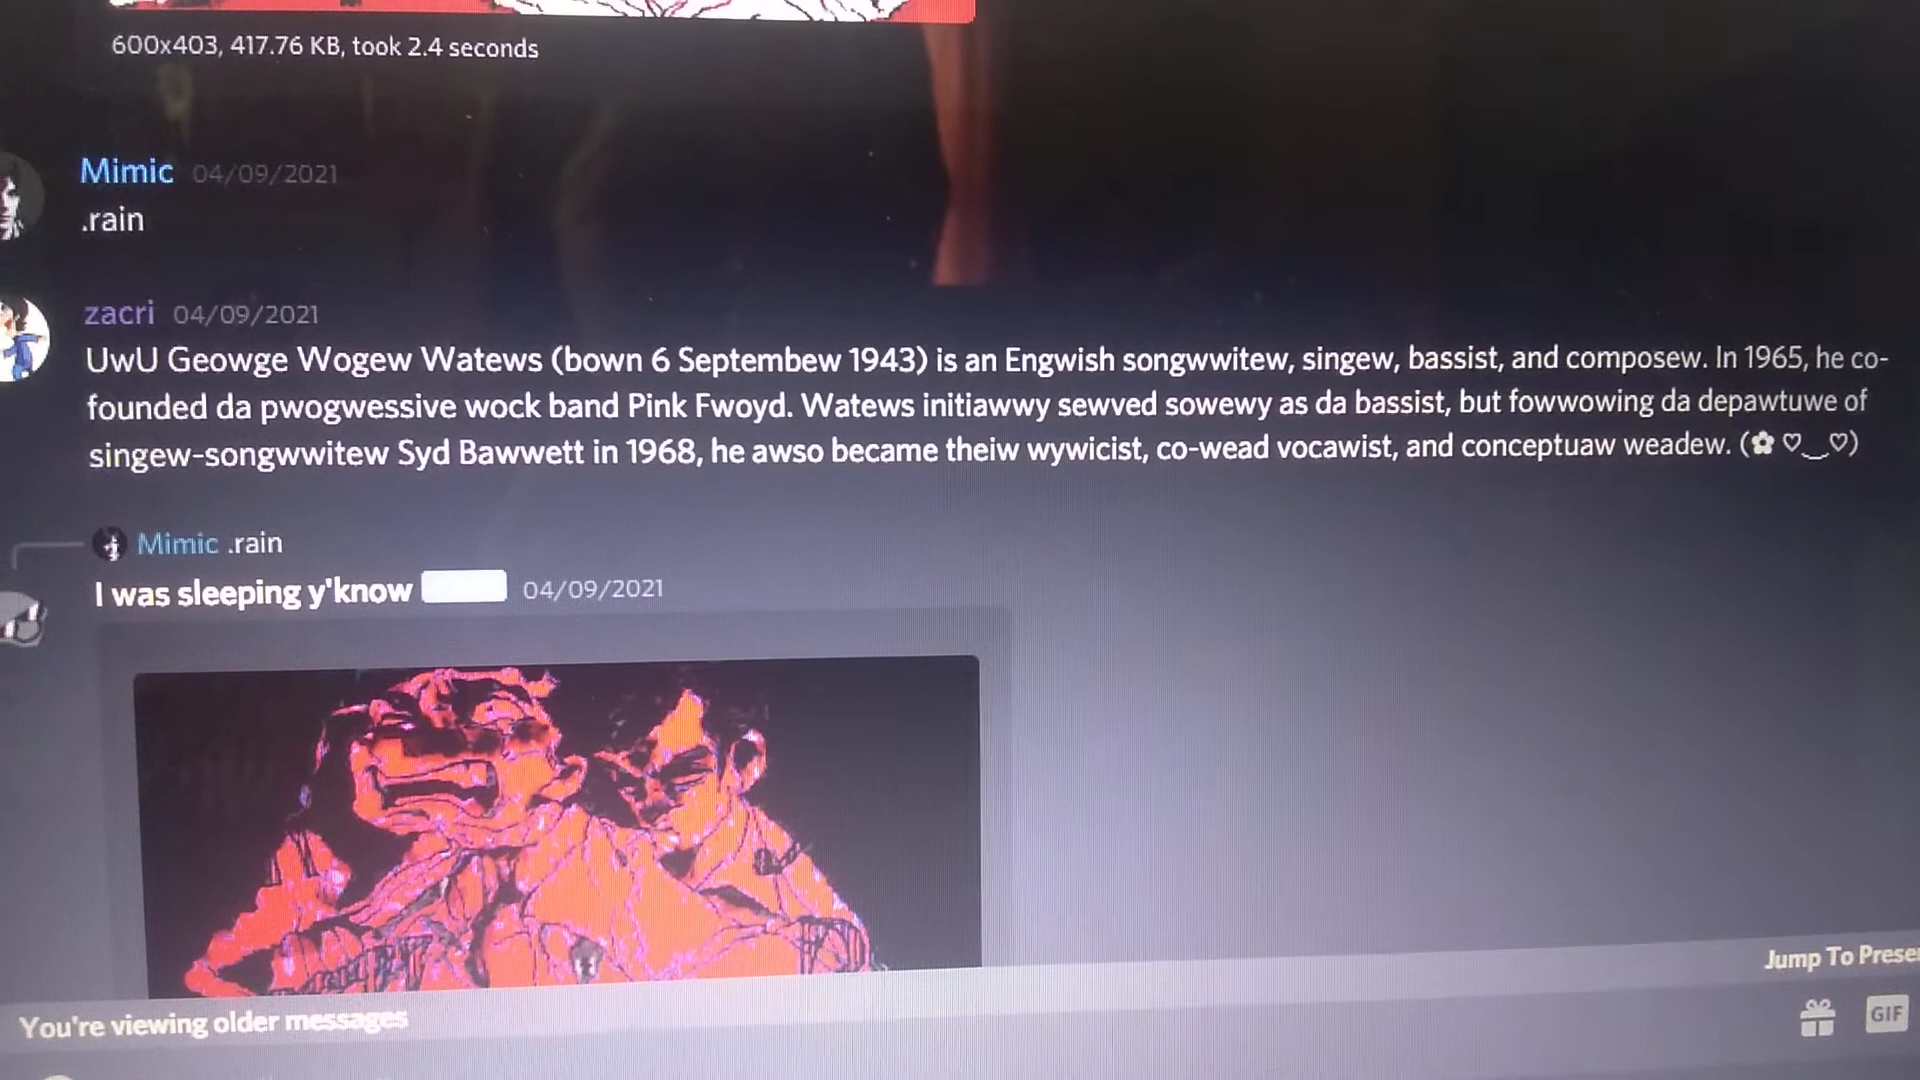 600x403, 417.76 KB, took 2.4 seconds
Mimic 04/09/2021
.rain
zacri 04/09/2021
UwU Geowge Wogew Watews (bown 6 Septembew 1943) is an Engwish songwwitew, singew, bassist, and composew. In 1965, he co-
founded da pwogwessive wock band Pink Fwoyd. Watews initiawwy sewved sowewy as da bassist, but fowwowing da depawtuwe of
singew-songwwitew Syd Bawwett in 1968, he awso became theiw wywicist, co-wead vocawist, and conceptuaw weadew. (✿ ♡‿♡)
Mimic .rain
I was sleeping y'know 04/09/2021
Jump To Prese
You're viewing older messages
GIF